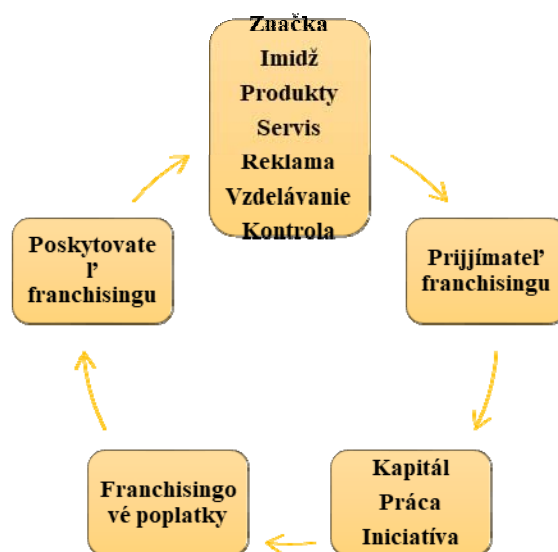 Značka
Imidž
Produkty
Servis
Reklama
Vzdelávanie
Kontrola
Poskytovate
ľ
franchisingu
Prijjímateľ
franchisingu
Franchisingo
vé poplatky
Kapitál
Práca
Iniciatíva